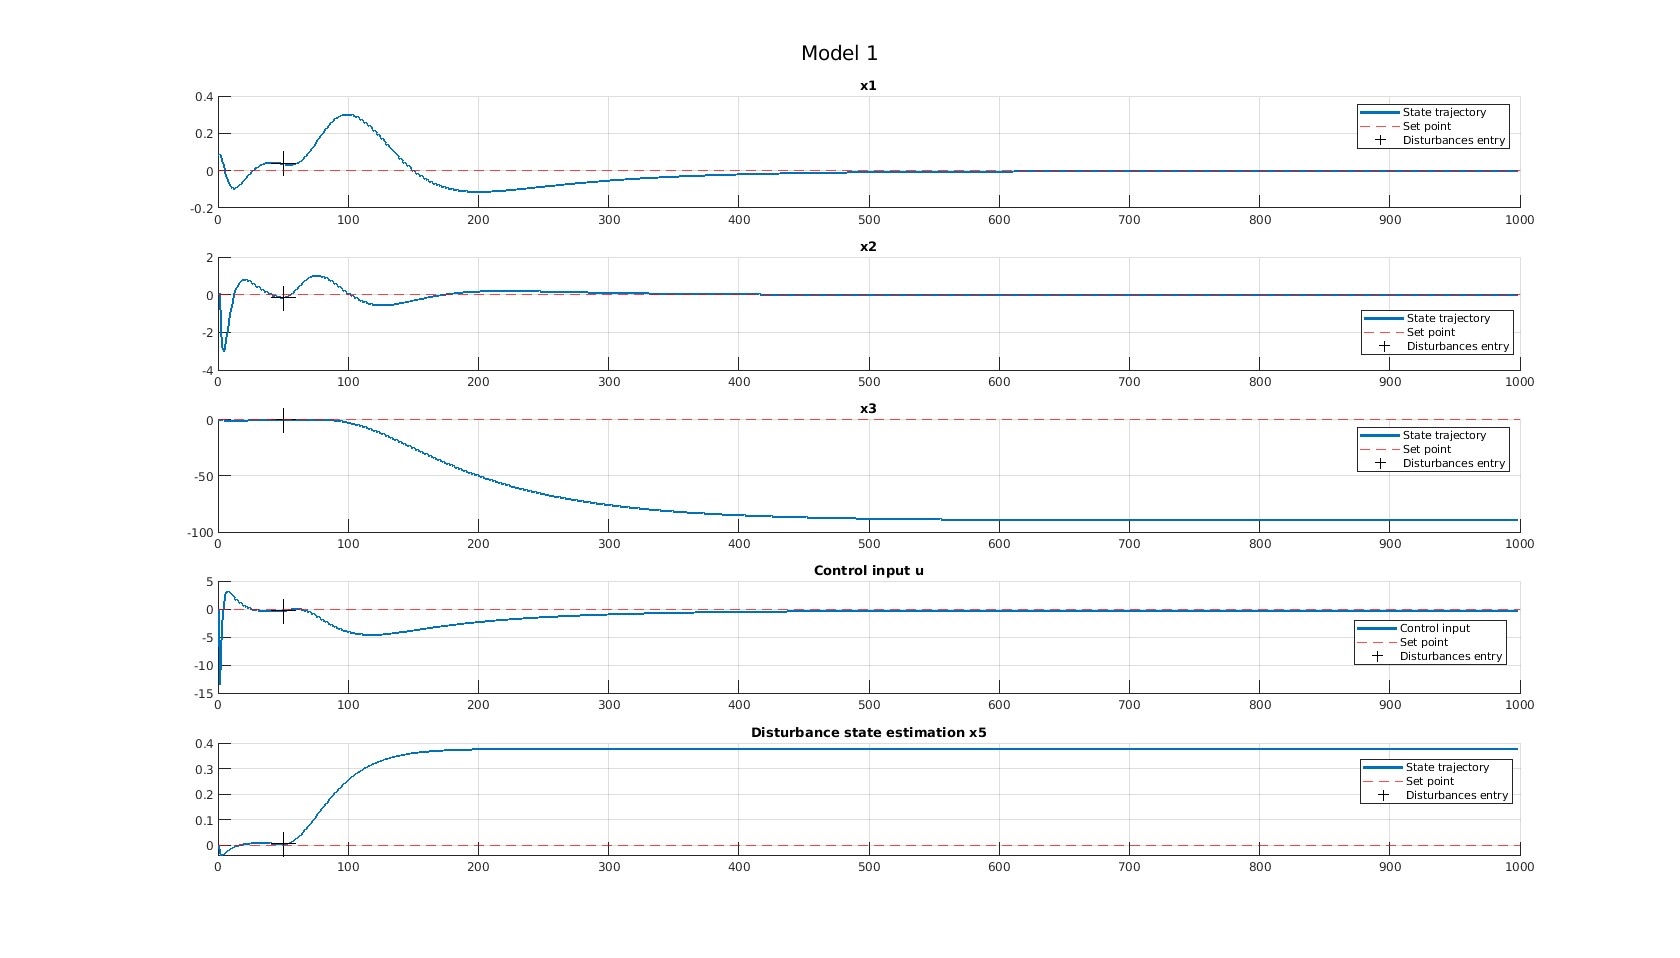 Model 1
x1
0.4
0.2
0
-0.2
State trajectory
Set point
Disturbances entry
0 100 200 300 400 500 600 700 800 900 1000
x2
2
0
-2
-4
State trajectory
Set point
Disturbances entry
0 100 200 300 400 500 600 700 800 900 1000
x3
0
-50
-100
State trajectory
Set point
Disturbances entry
0 100 200 300 400 500 600 700 800 900 1000
Control input u
5
0
-5
-10
-15
Control input
Set point
Disturbances entry
0 100 200 300 400 500 600 700 800 900 1000
Disturbance state estimation x5
0.4
0.3
0.2
0.1
0
State trajectory
Set point
Disturbances entry
0 100 200 300 400 500 600 700 800 900 1000